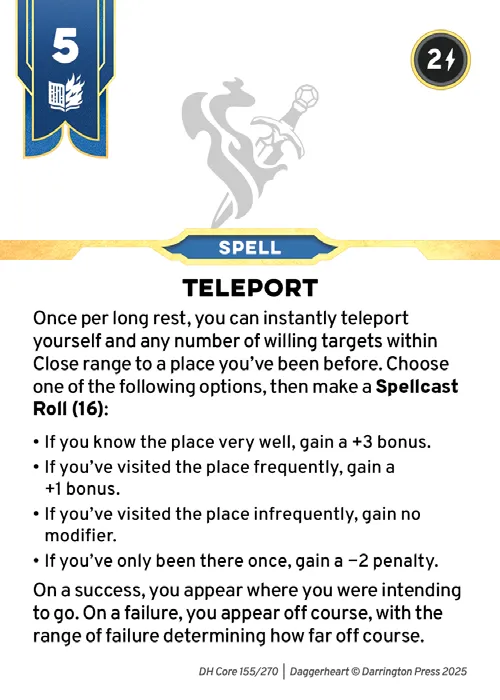 5
2
SPELL
TELEPORT
Once per long rest, you can instantly teleport
yourself and any number of willing targets within
Close range to a place you’ve been before. Choose
one of the following options, then make a Spellcast
Roll (16):
• If you know the place very well, gain a +3 bonus.
• If you’ve visited the place frequently, gain a
+1 bonus.
• If you’ve visited the place infrequently, gain no
modifier.
• If you’ve only been there once, gain a −2 penalty.
On a success, you appear where you were intending
to go. On a failure, you appear off course, with the
range of failure determining how far off course.
DH Core 155/270 | Daggerheart © Darrington Press 2025